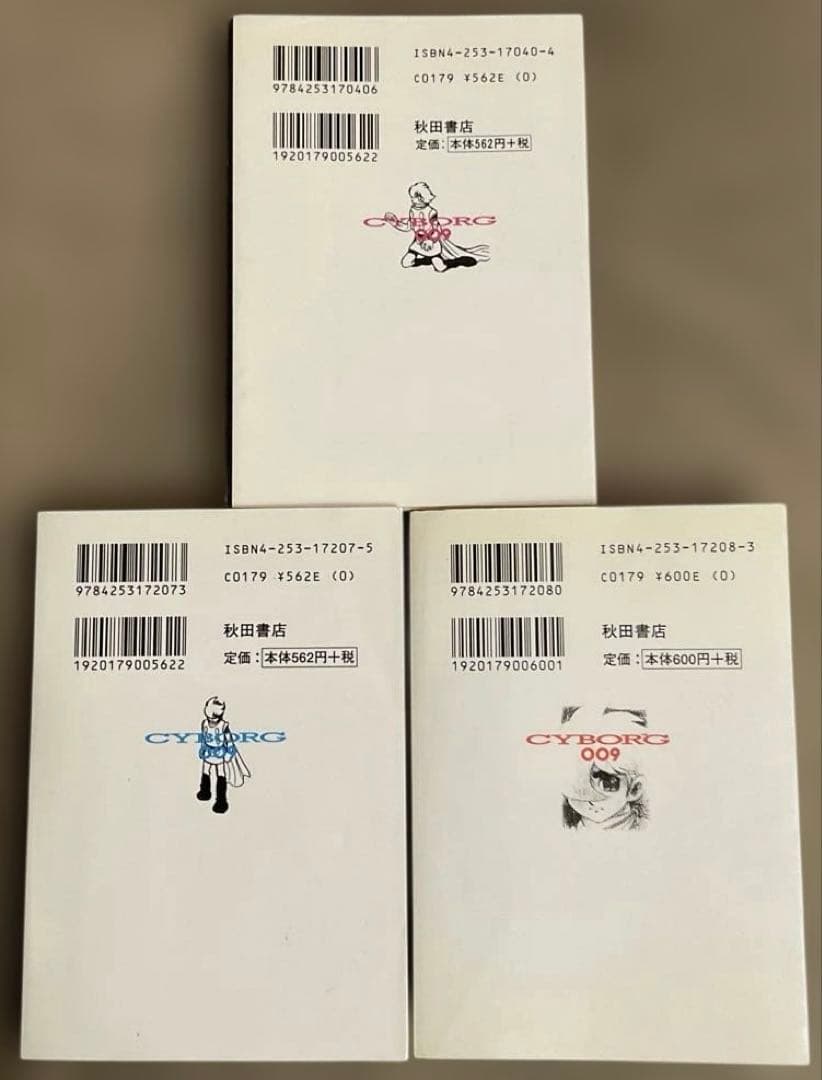 ISBN4-253-17040-4
9784253170406
C0179 ¥562E (0)
1920179005622
秋田書店
定価:本体562円+税
CYBORG
009
ISBN4-253-17207-5
9784253172073
C0179 ¥562E (0)
1920179005622
秋田書店
定価:本体562円+税
CYBORG
009
ISBN4-253-17208-3
9784253172080
C0179 ¥600E (0)
1920179006001
秋田書店
定価:本体600円+税
CYBORG
009